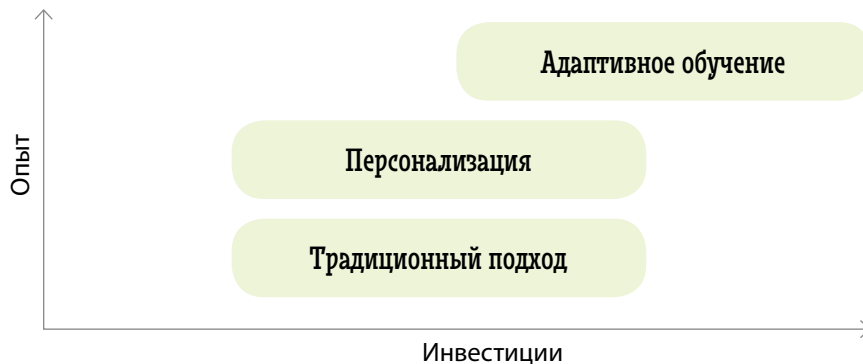 Адаптивное обучение
Персонализация
Традиционный подход
Опыт
Инвестиции